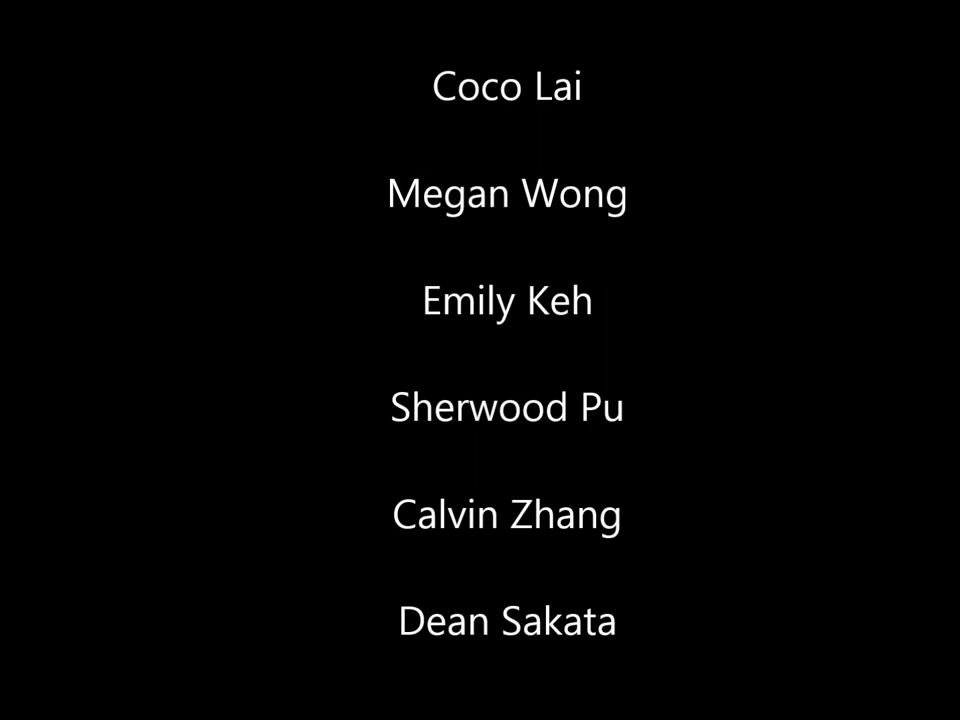 Coco Lai
Megan Wong
Emily Keh
Sherwood Pu
Calvin Zhang
Dean Sakata